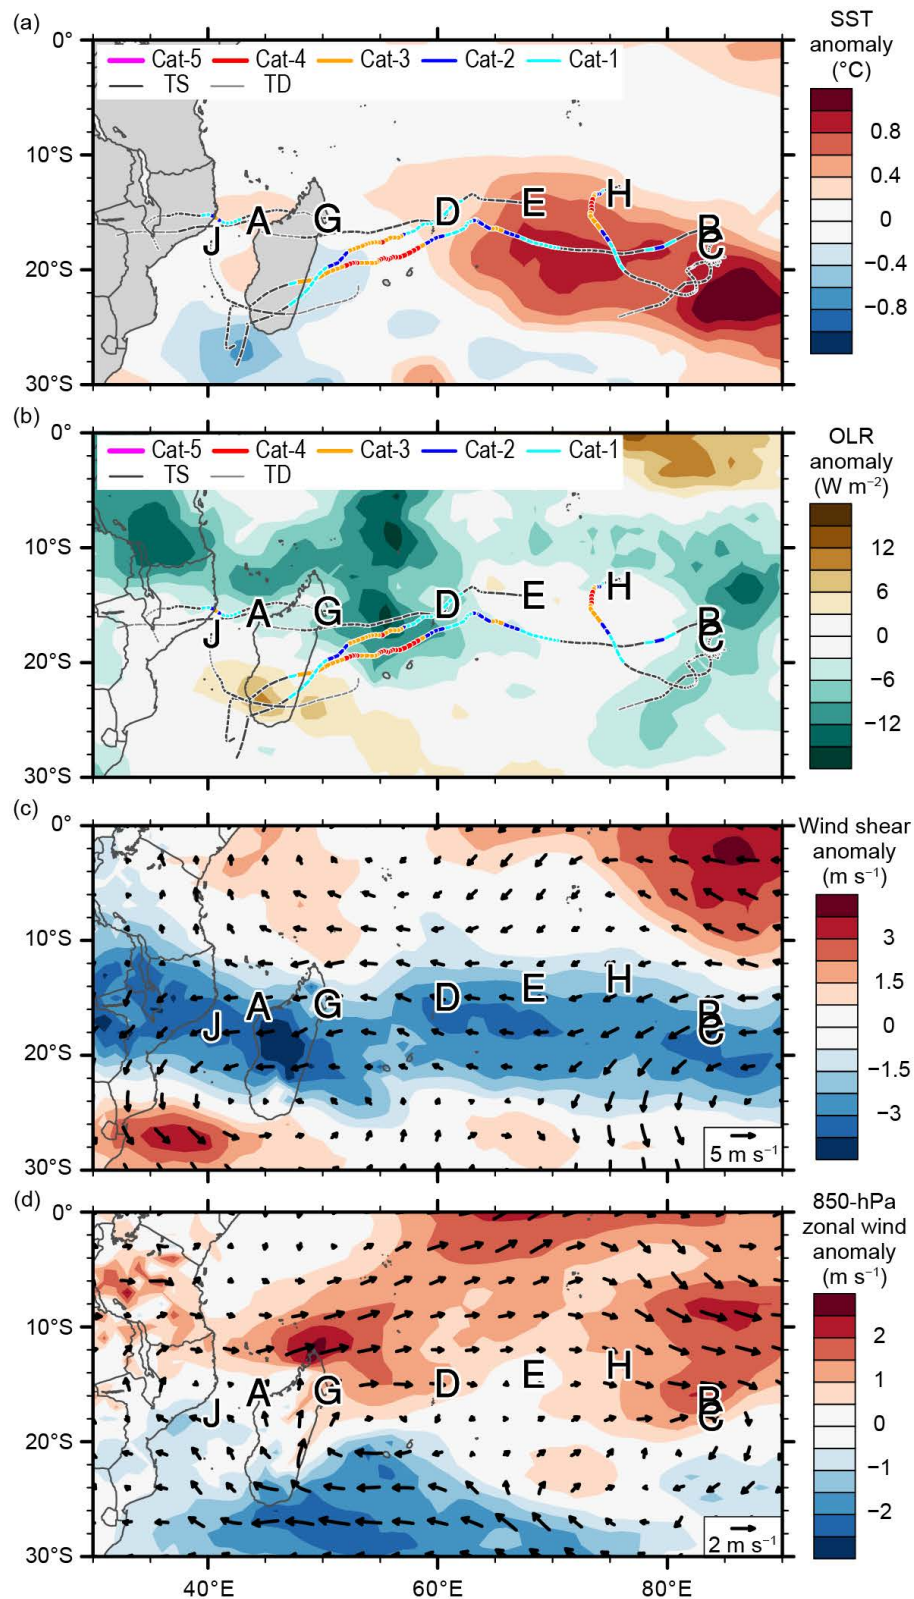 (a)
SST
anomaly
(°C)
Cat-5 Cat-4 Cat-3 Cat-2 Cat-1
TS TD
0°
10°S
20°S
30°S
A G D E H B C J
0.8
0.4
0
−0.4
−0.8
(b)
OLR
anomaly
(W m⁻²)
Cat-5 Cat-4 Cat-3 Cat-2 Cat-1
TS TD
0°
10°S
20°S
30°S
A G D E H B C J
12
6
0
−6
−12
(c)
Wind shear
anomaly
(m s⁻¹)
0°
10°S
20°S
30°S
A G D E H B C J
5 m s⁻¹
3
1.5
0
−1.5
−3
(d)
850-hPa
zonal wind
anomaly
(m s⁻¹)
0°
10°S
20°S
30°S
A G D E H B C J
2 m s⁻¹
2
1
0
−1
−2
40°E 60°E 80°E